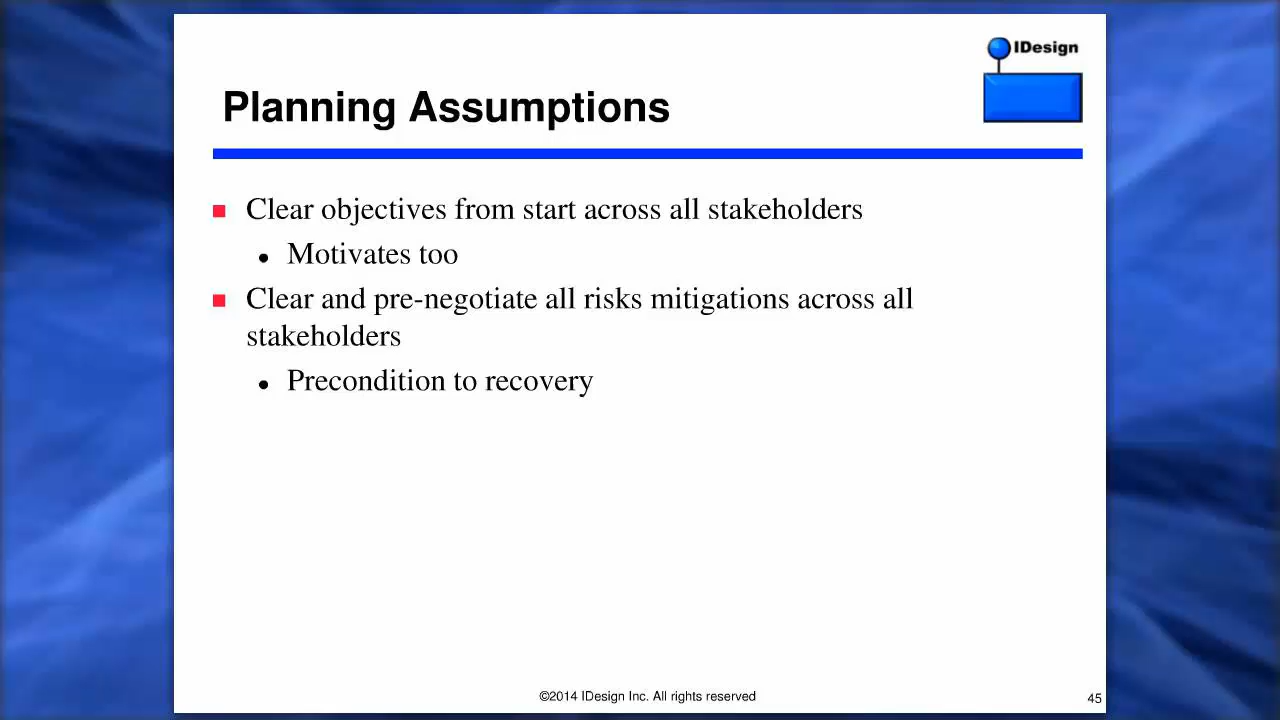 IDesign
Planning Assumptions
Clear objectives from start across all stakeholders
Motivates too
Clear and pre-negotiate all risks mitigations across all
stakeholders
Precondition to recovery
©2014 IDesign Inc. All rights reserved
45